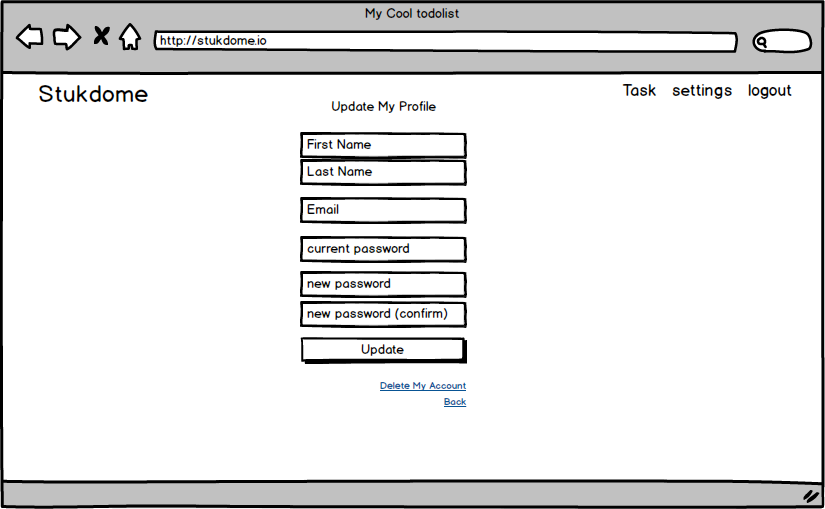 My Cool todolist
http://stukdome.io
Stukdome
Task settings logout
Update My Profile
First Name
Last Name
Email
current password
new password
new password (confirm)
Update
Delete My Account
Back